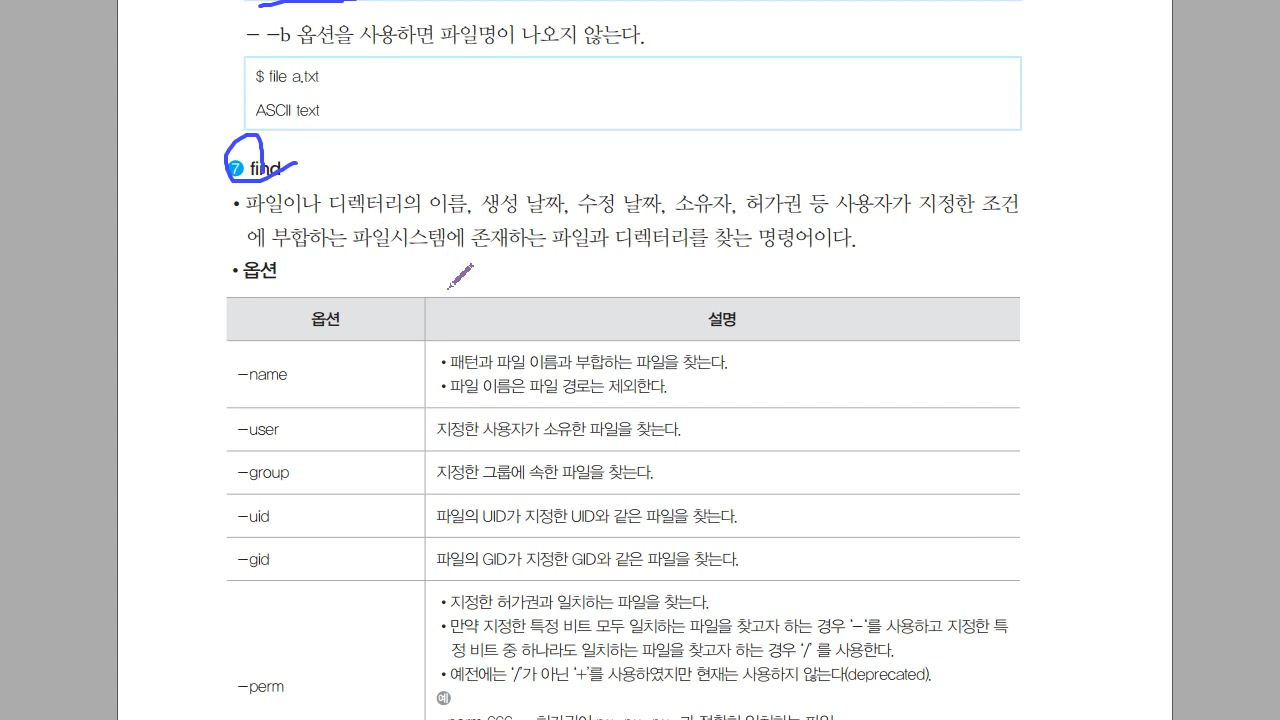 – –b 옵션을 사용하면 파일명이 나오지 않는다.
$ file a.txt
ASCII text
7 find
• 파일이나 디렉터리의 이름, 생성 날짜, 수정 날짜, 소유자, 허가권 등 사용자가 지정한 조건
에 부합하는 파일시스템에 존재하는 파일과 디렉터리를 찾는 명령어이다.
• 옵션
옵션 설명
–name
• 패턴과 파일 이름과 부합하는 파일을 찾는다.
• 파일 이름은 파일 경로는 제외한다.
–user 지정한 사용자가 소유한 파일을 찾는다.
–group 지정한 그룹에 속한 파일을 찾는다.
–uid 파일의 UID가 지정한 UID와 같은 파일을 찾는다.
–gid 파일의 GID가 지정한 GID와 같은 파일을 찾는다.
–perm
• 지정한 허가권과 일치하는 파일을 찾는다.
• 만약 지정한 특정 비트 모두 일치하는 파일을 찾고자 하는 경우 '–'를 사용하고 지정한 특
정 비트 중 하나라도 일치하는 파일을 찾고자 하는 경우 '/' 를 사용한다.
• 예전에는 '/'가 아닌 '+'를 사용하였지만 현재는 사용하지 않는다(deprecated).
예